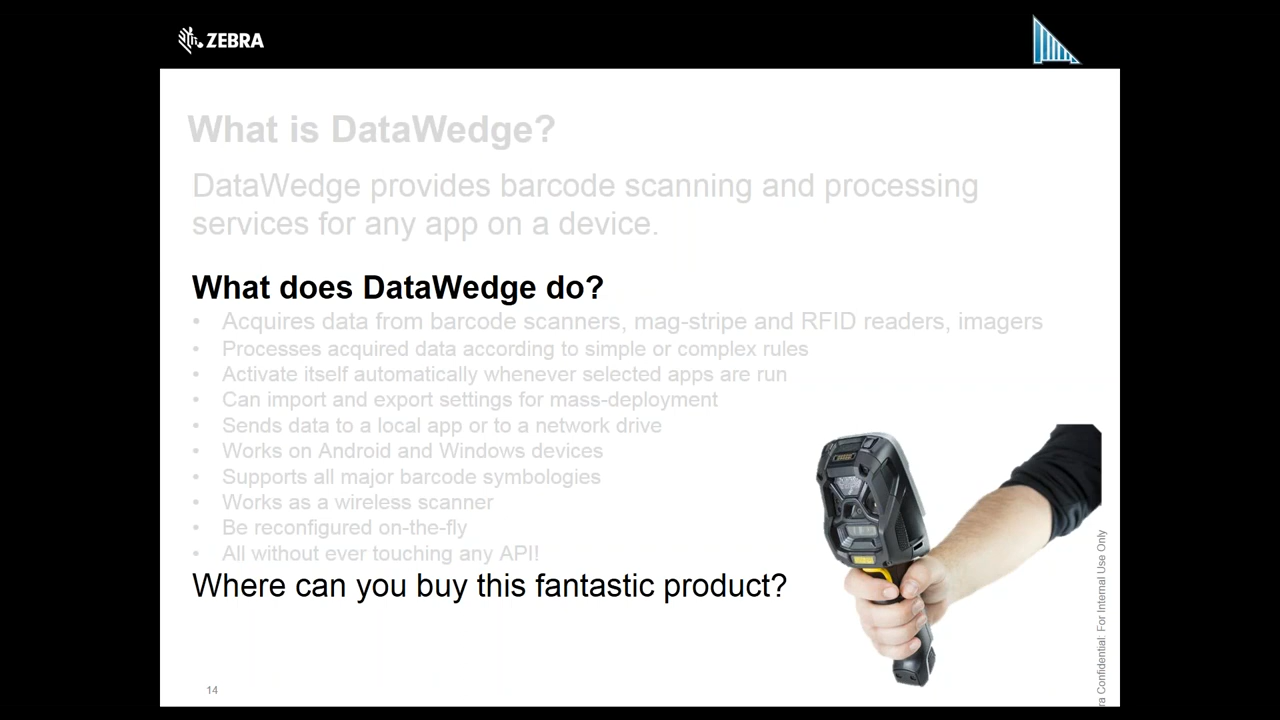 ZEBRA
What is DataWedge?
DataWedge provides barcode scanning and processing
services for any app on a device.
What does DataWedge do?
• Acquires data from barcode scanners, mag-stripe and RFID readers, imagers
• Processes acquired data according to simple or complex rules
• Activate itself automatically whenever selected apps are run
• Can import and export settings for mass-deployment
• Sends data to a local app or to a network drive
• Works on Android and Windows devices
• Supports all major barcode symbologies
• Works as a wireless scanner
• Be reconfigured on-the-fly
• All without ever touching any API!
Where can you buy this fantastic product?
ra Confidential: For Internal Use Only
14